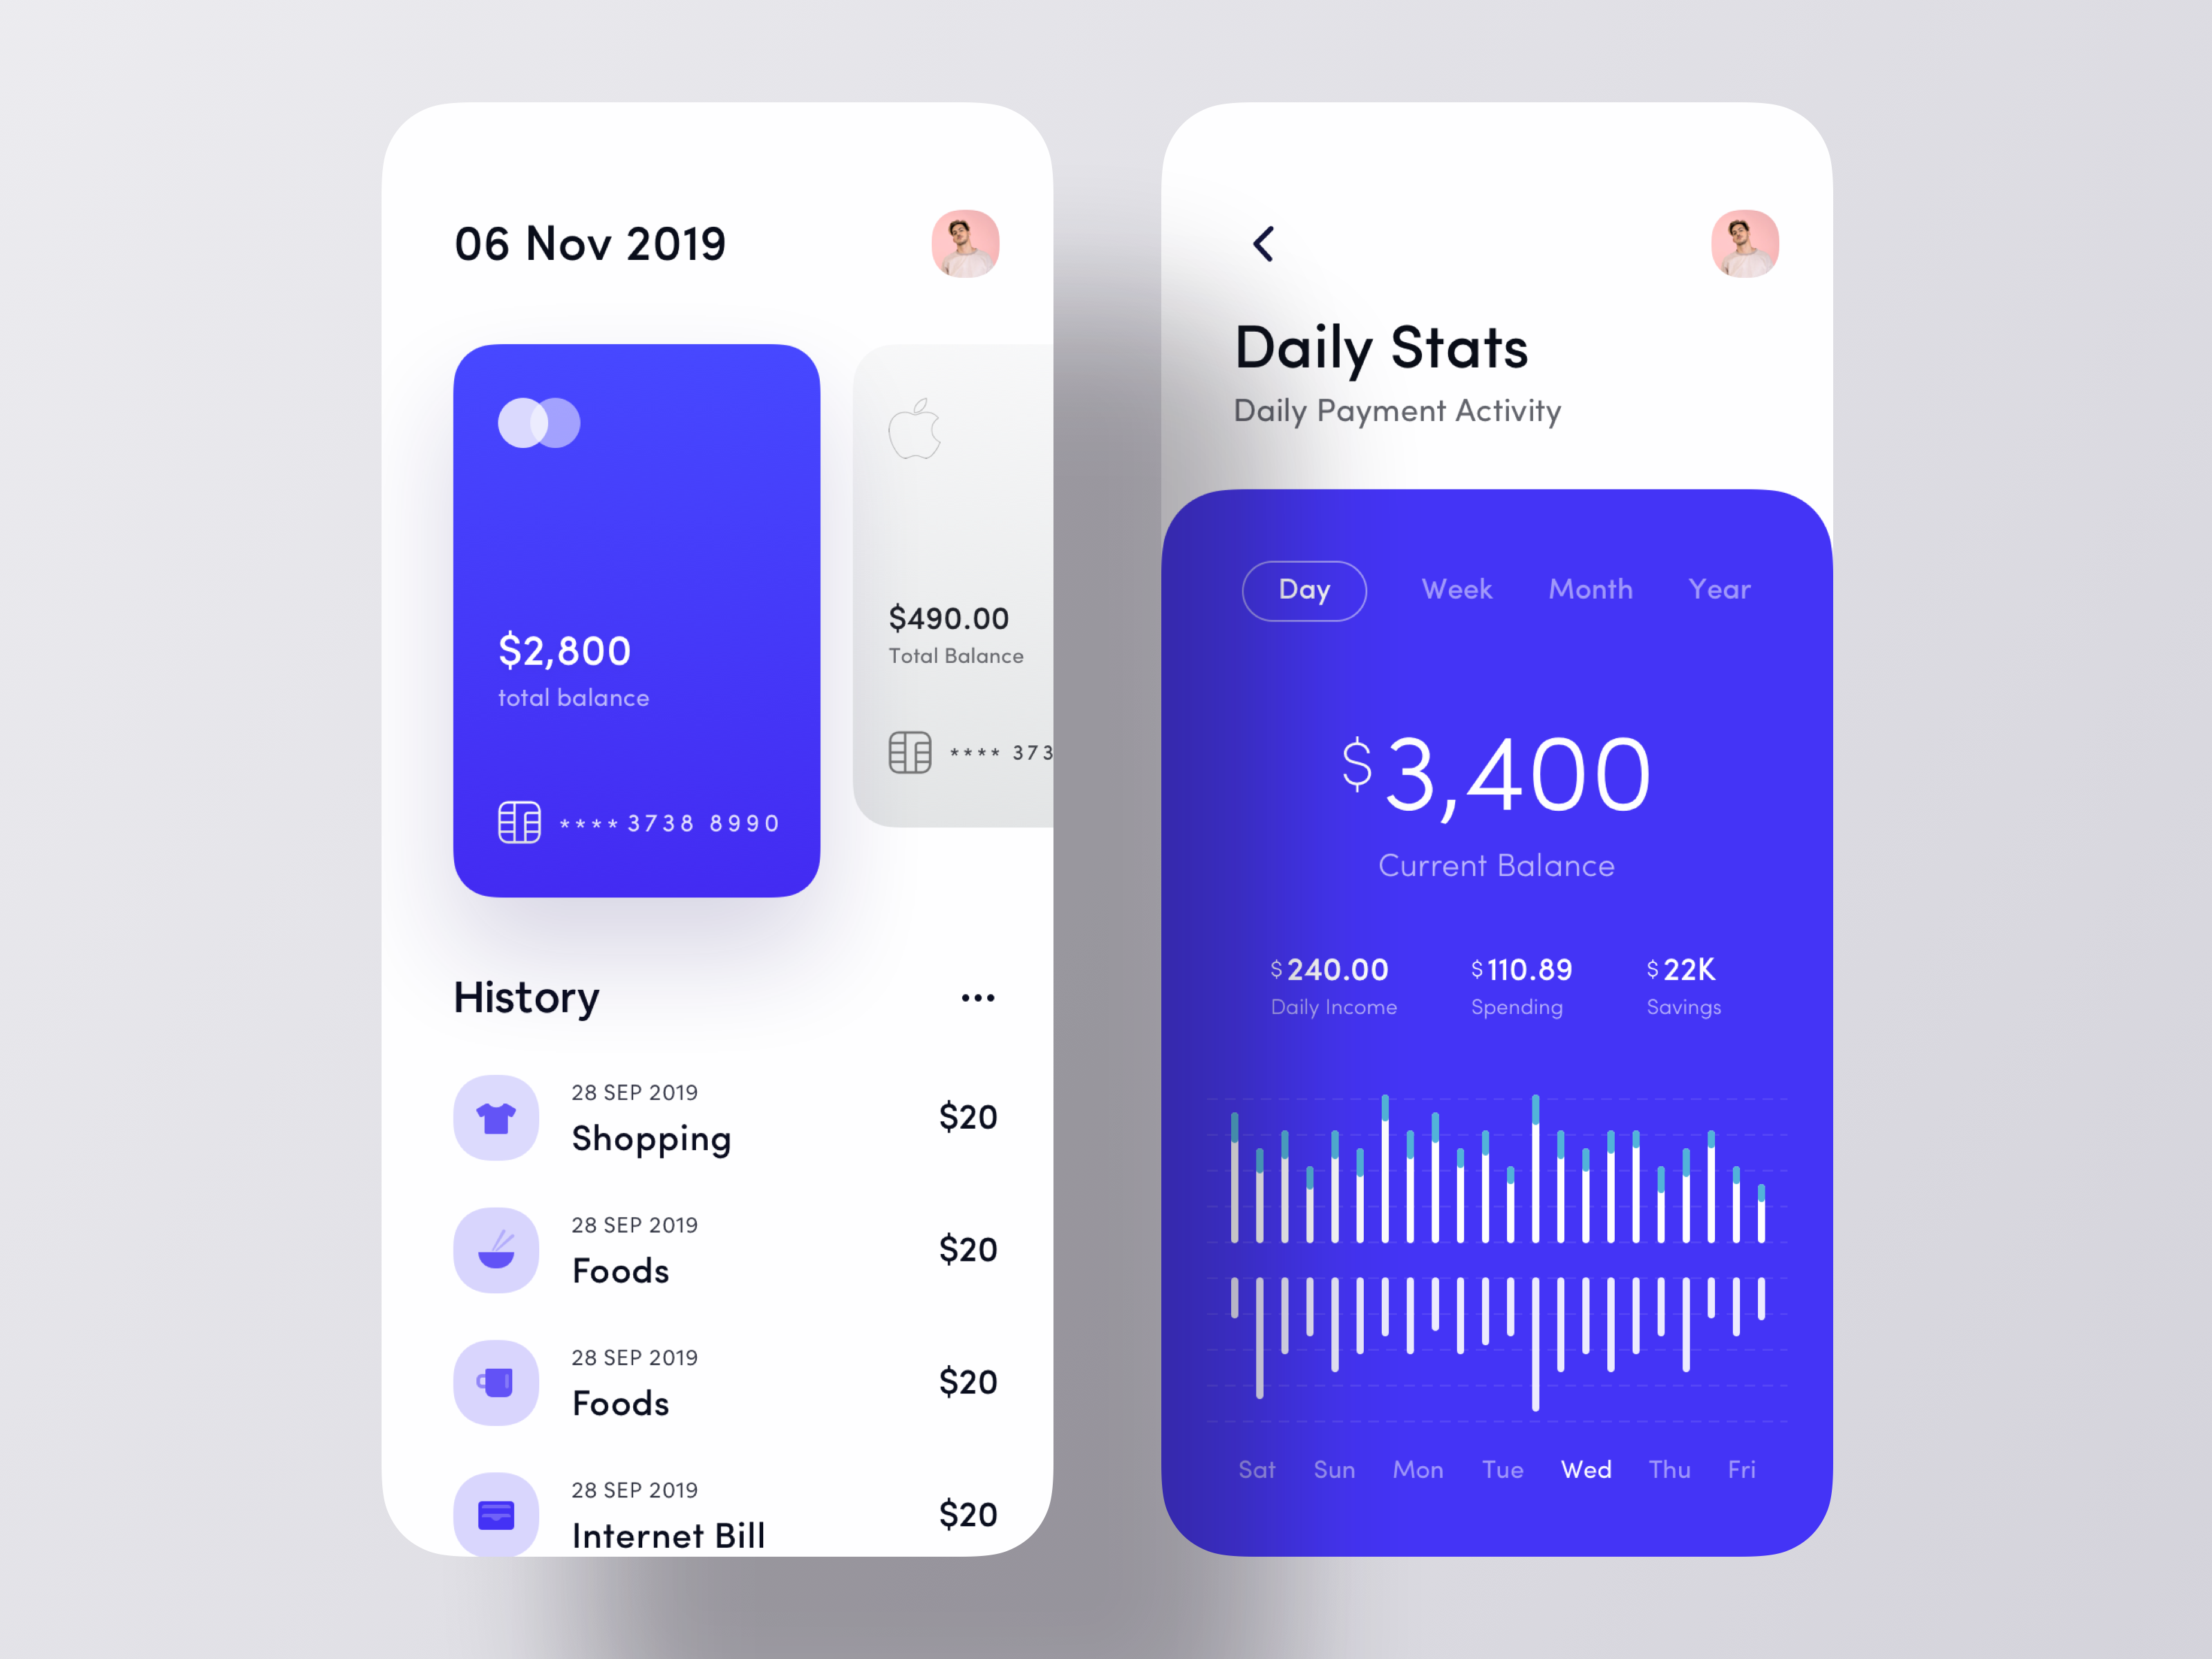 06 Nov 2019
$2,800
total balance
**** 3738 8990
$490.00
Total Balance
**** 373
History
28 SEP 2019
Shopping
$20
28 SEP 2019
Foods
$20
28 SEP 2019
Foods
$20
28 SEP 2019
Internet Bill
$20
Daily Stats
Daily Payment Activity
Day Week Month Year
$3,400
Current Balance
$240.00 $110.89 $22K
Daily Income Spending Savings
Sat Sun Mon Tue Wed Thu Fri